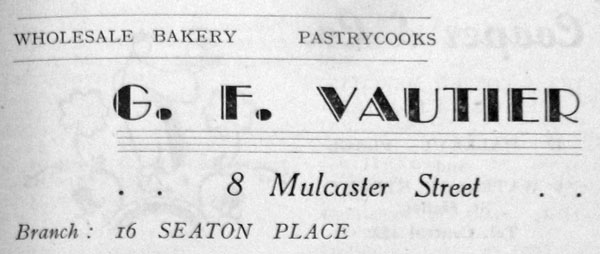 WHOLESALE BAKERY PASTRYCOOKS
G. F. VAUTIER
. . 8 Mulcaster Street . .
Branch : 16 SEATON PLACE